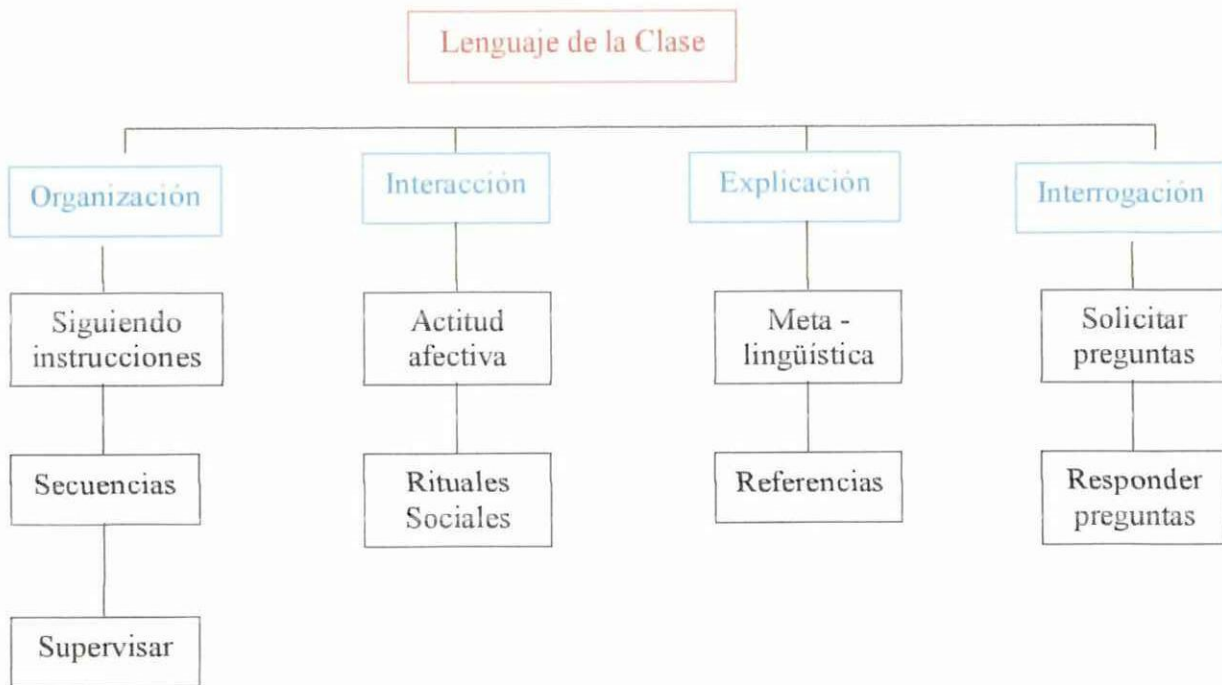 Lenguaje de la Clase
Organización
Interacción
Explicación
Interrogación
Siguiendo
instrucciones
Actitud
afectiva
Meta -
lingüística
Solicitar
preguntas
Secuencias
Rituales
Sociales
Referencias
Responder
preguntas
Supervisar